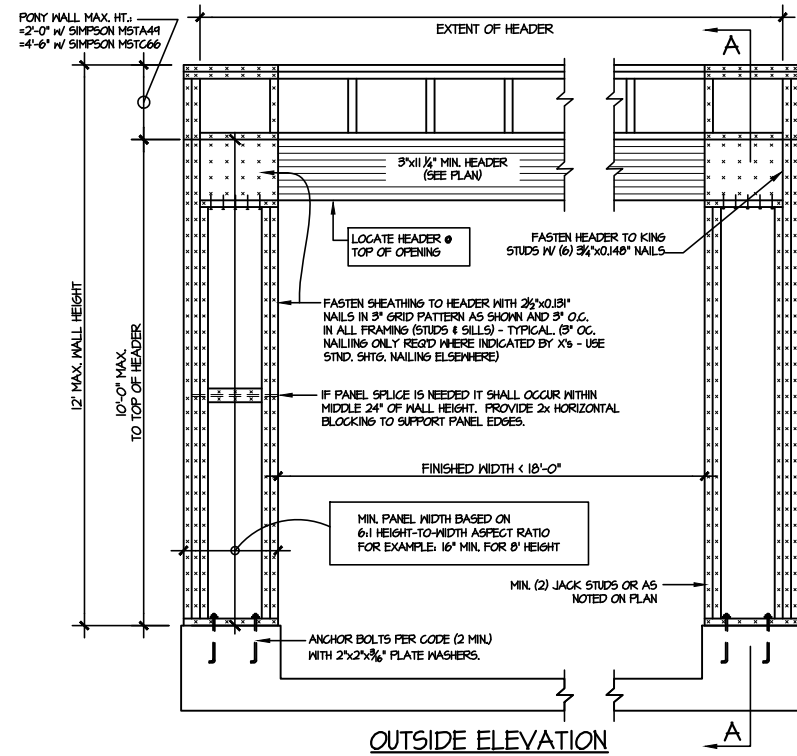 PONY WALL MAX. HT.:
=2'-0" W/ SIMPSON MSTA49
=4'-6" W/ SIMPSON MSTC66
EXTENT OF HEADER
A
3"x11 1/4" MIN. HEADER
(SEE PLAN)
LOCATE HEADER @
TOP OF OPENING
FASTEN HEADER TO KING
STUDS W/ (6) 3 1/4"x0.148" NAILS
12' MAX. WALL HEIGHT
10'-0" MAX.
TO TOP OF HEADER
FASTEN SHEATHING TO HEADER WITH 2 1/2"x0.131"
NAILS IN 3" GRID PATTERN AS SHOWN AND 3" O.C.
IN ALL FRAMING (STUDS & SILLS) - TYPICAL. (3" OC.
NAILING ONLY REQ'D WHERE INDICATED BY X's - USE
STND. SHTG. NAILING ELSEWHERE)
IF PANEL SPLICE IS NEEDED IT SHALL OCCUR WITHIN
MIDDLE 24" OF WALL HEIGHT. PROVIDE 2x HORIZONTAL
BLOCKING TO SUPPORT PANEL EDGES.
FINISHED WIDTH < 18'-0"
MIN. PANEL WIDTH BASED ON
6:1 HEIGHT-TO-WIDTH ASPECT RATIO
FOR EXAMPLE: 16" MIN. FOR 8' HEIGHT
MIN. (2) JACK STUDS OR AS
NOTED ON PLAN
ANCHOR BOLTS PER CODE (2 MIN.)
WITH 2"x2"x3/16" PLATE WASHERS.
OUTSIDE ELEVATION
A